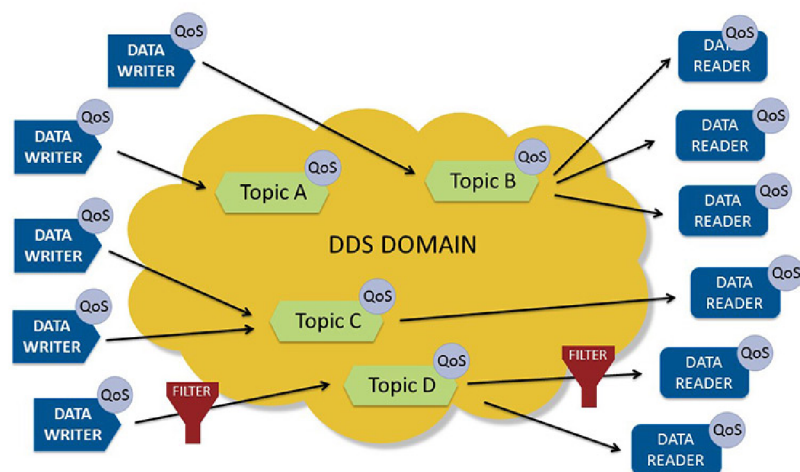 QoS
DATA
WRITER
QoS
DATA
READER
QoS
DATA
WRITER
QoS
DATA
READER
QoS
Topic A
QoS
Topic B
QoS
DATA
READER
QoS
DATA
WRITER
DDS DOMAIN
QoS
DATA
READER
QoS
DATA
WRITER
QoS
Topic C
FILTER
QoS
DATA
READER
QoS
DATA
WRITER
FILTER
QoS
Topic D
QoS
DATA
READER